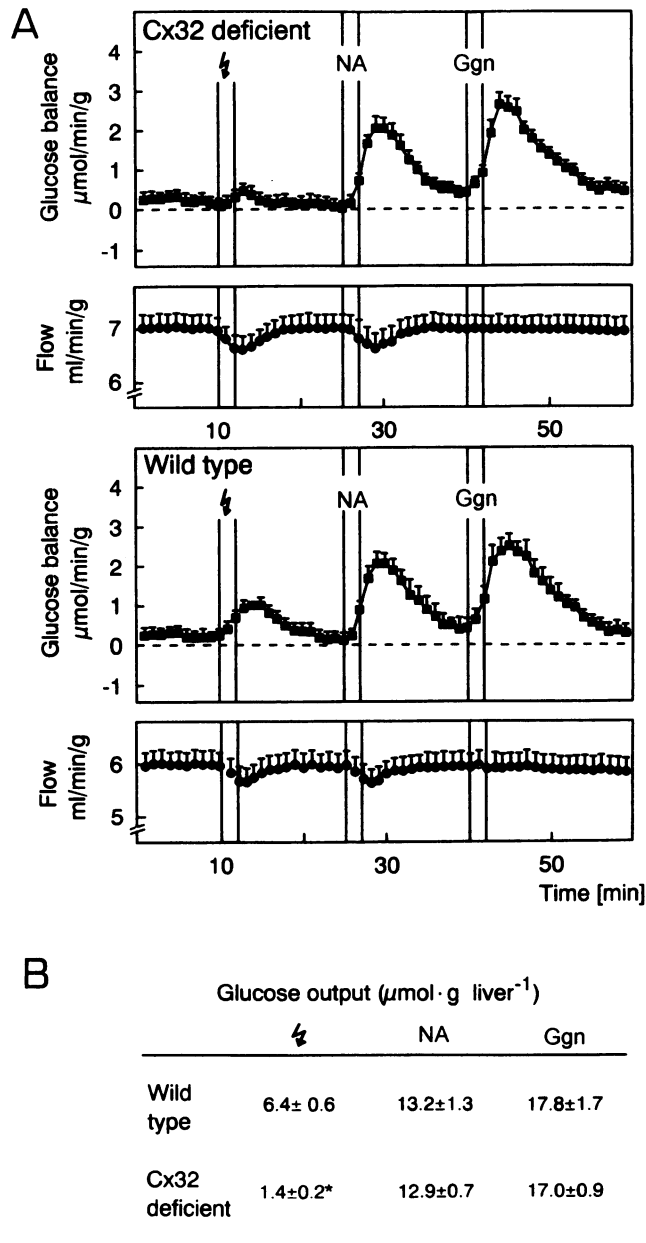 A
Cx32 deficient
NA
Ggn
Glucose balance
µmol/min/g
4
3
2
1
0
-1
Flow
ml/min/g
7
6
10
30
50
Wild type
NA
Ggn
Glucose balance
µmol/min/g
4
3
2
1
0
-1
Flow
ml/min/g
6
5
10
30
50
Time [min]
B
Glucose output (µmol·g liver⁻¹)
NA
Ggn
Wild
type
6.4± 0.6
13.2±1.3
17.8±1.7
Cx32
deficient
1.4±0.2*
12.9±0.7
17.0±0.9